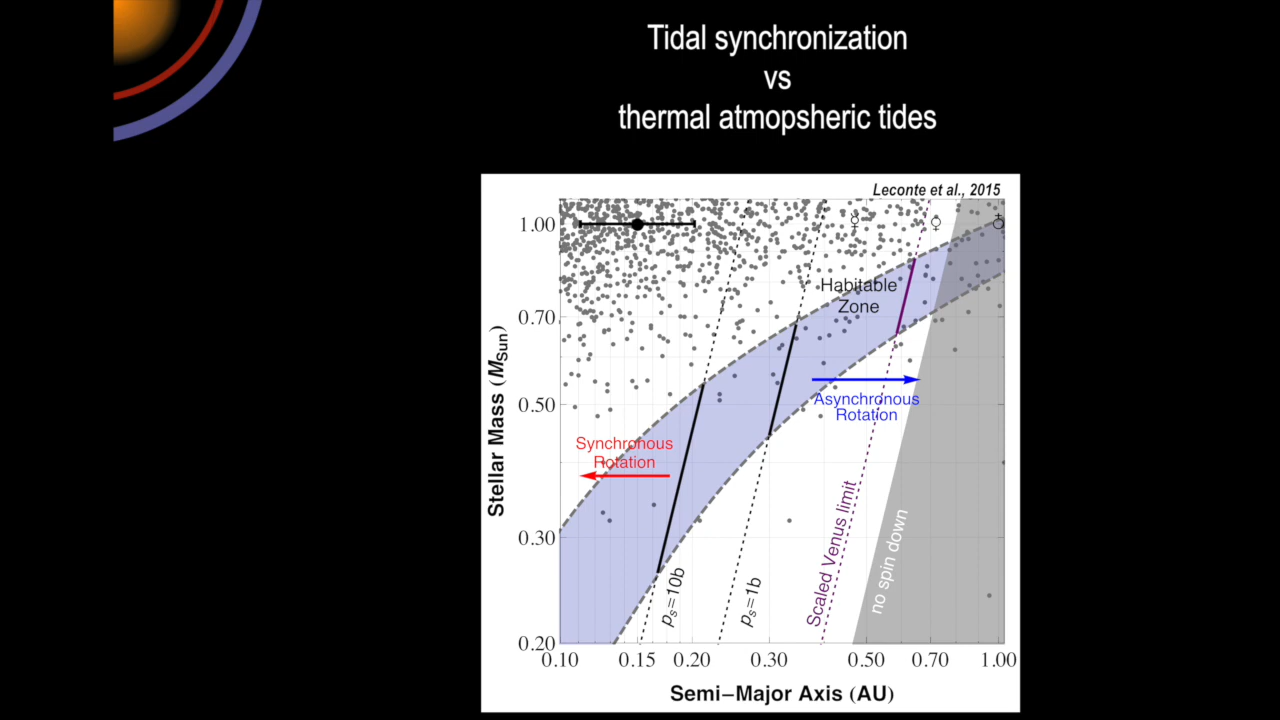 Tidal synchronization
vs
thermal atmopsheric tides
Leconte et al., 2015
1.00
0.70
0.50
0.30
0.20
Stellar Mass (MSun)
Habitable
Zone
Asynchronous
Rotation
Synchronous
Rotation
ps=10b
ps=1b
Scaled Venus limit
no spin down
0.10
0.15
0.20
0.30
0.50
0.70
1.00
Semi−Major Axis (AU)